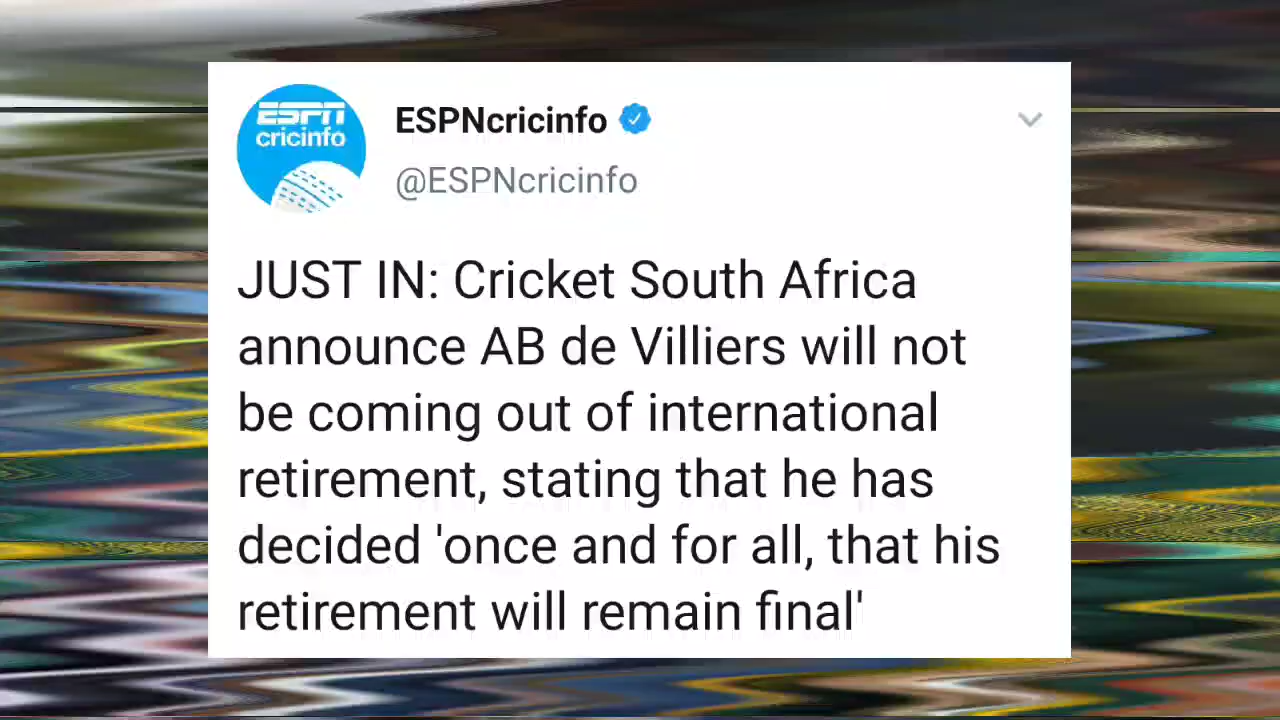 ESPN
cricinfo
ESPNcricinfo
@ESPNcricinfo
JUST IN: Cricket South Africa
announce AB de Villiers will not
be coming out of international
retirement, stating that he has
decided 'once and for all, that his
retirement will remain final'